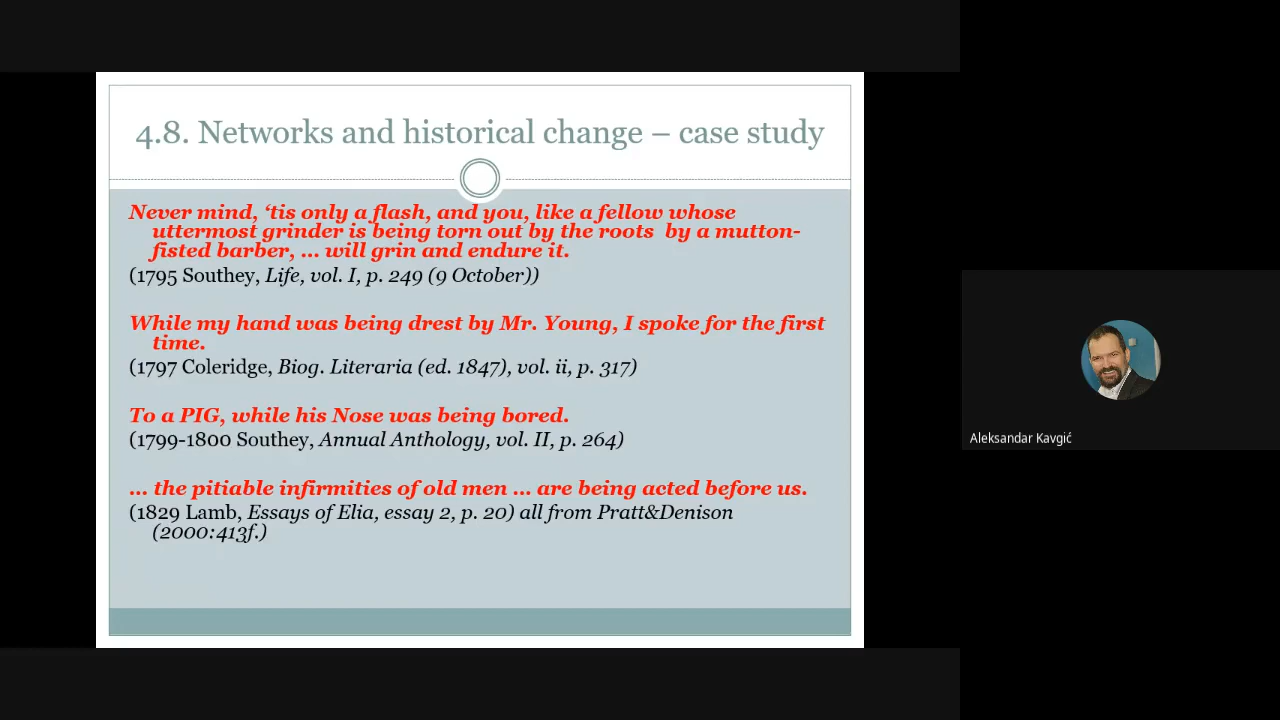 4.8. Networks and historical change – case study
Never mind, ‘tis only a flash, and you, like a fellow whose
uttermost grinder is being torn out by the roots by a mutton-
fisted barber, … will grin and endure it.
(1795 Southey, Life, vol. I, p. 249 (9 October))
While my hand was being drest by Mr. Young, I spoke for the first
time.
(1797 Coleridge, Biog. Literaria (ed. 1847), vol. ii, p. 317)
To a PIG, while his Nose was being bored.
(1799-1800 Southey, Annual Anthology, vol. II, p. 264)
… the pitiable infirmities of old men … are being acted before us.
(1829 Lamb, Essays of Elia, essay 2, p. 20) all from Pratt&Denison
(2000:413f.)
Aleksandar Kavgić